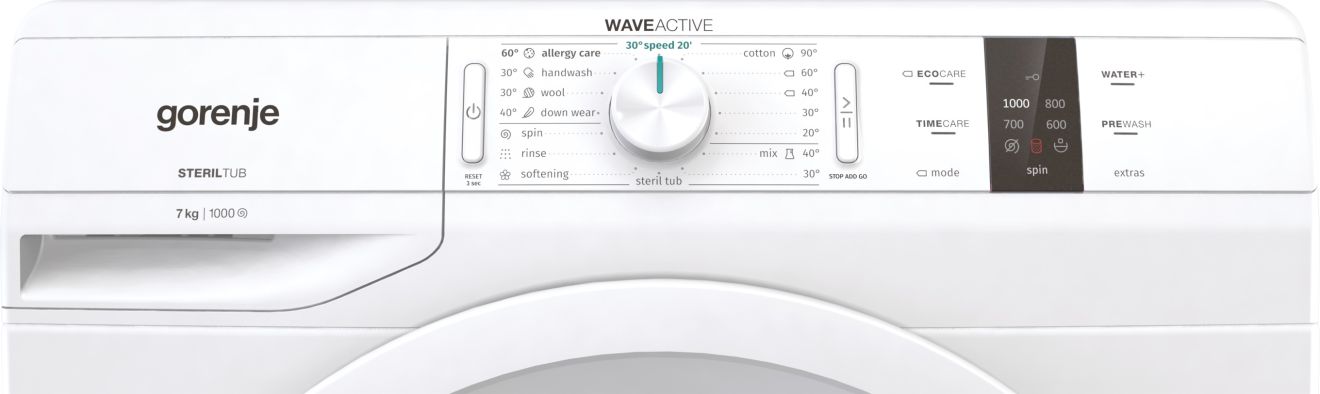 WAVEACTIVE
gorenje
STERILTUB
7 kg | 1000
RESET
3 sec
60° allergy care
30° handwash
30° wool
40° down wear
spin
rinse
softening
30° speed 20'
steril tub
cotton 90°
60°
40°
30°
20°
mix 40°
30°
STOP ADD GO
ECOCARE
TIMECARE
mode
1000 800
700 600
spin
WATER+
PREWASH
extras